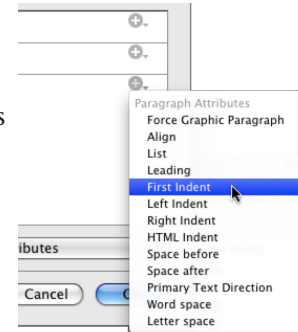 s
Paragraph Attributes
Force Graphic Paragraph
Align
List
Leading
First Indent
Left Indent
Right Indent
HTML Indent
Space before
Space after
Primary Text Direction
Word space
Letter space
ibutes
Cancel